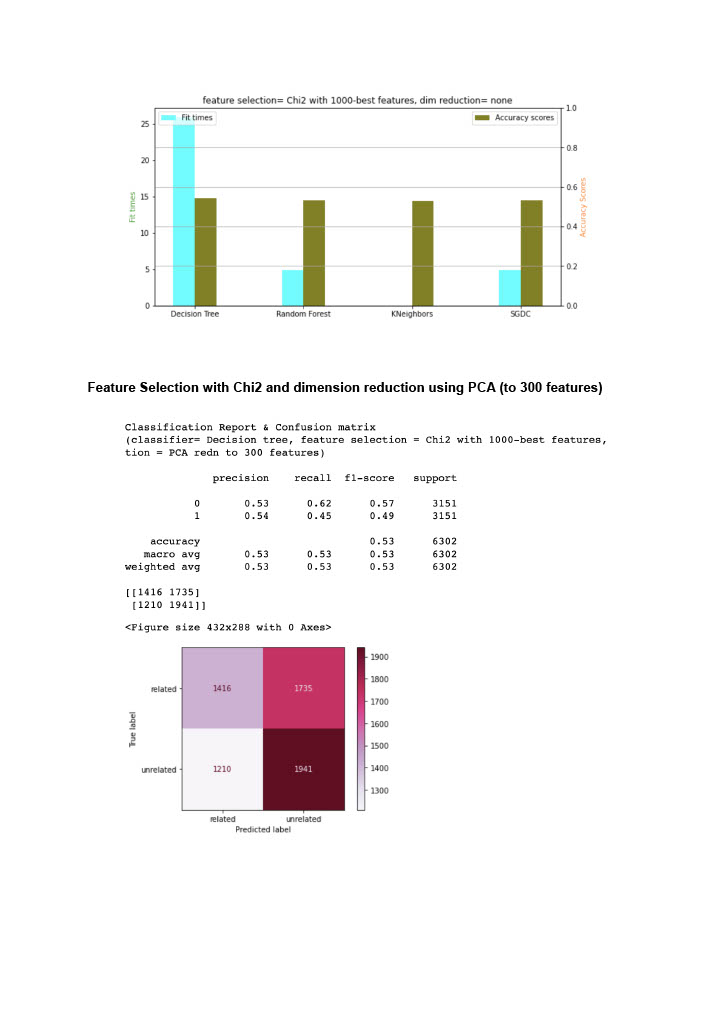 feature selection= Chi2 with 1000-best features, dim reduction= none
Fit times
Accuracy scores
25
20
15
10
5
0
1.0
0.8
0.6
0.4
0.2
0.0
Fit times
Accuracy Scores
Decision Tree Random Forest KNeighbors SGDC
Feature Selection with Chi2 and dimension reduction using PCA (to 300 features)
Classification Report & Confusion matrix
(classifier= Decision tree, feature selection = Chi2 with 1000-best features,
tion = PCA redn to 300 features)
precision recall f1-score support
0 0.53 0.62 0.57 3151
1 0.54 0.45 0.49 3151
accuracy 0.53 6302
macro avg 0.53 0.53 0.53 6302
weighted avg 0.53 0.53 0.53 6302
[[1416 1735]
[1210 1941]]
<Figure size 432x288 with 0 Axes>
True label
related 1416 1735
unrelated 1210 1941
related unrelated
Predicted label
1900
1800
1700
1600
1500
1400
1300